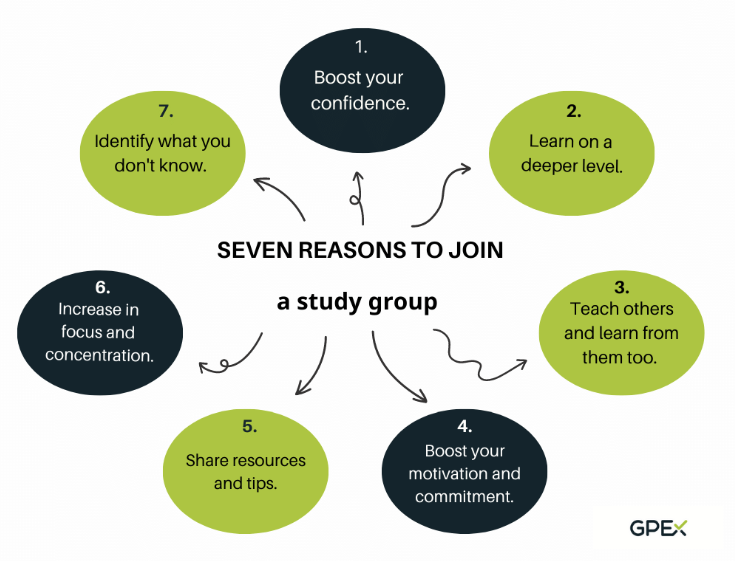 SEVEN REASONS TO JOIN
a study group
1.
Boost your
confidence.
2.
Learn on a
deeper level.
3.
Teach others
and learn from
them too.
4.
Boost your
motivation and
commitment.
5.
Share resources
and tips.
6.
Increase in
focus and
concentration.
7.
Identify what you
don't know.
GPEX